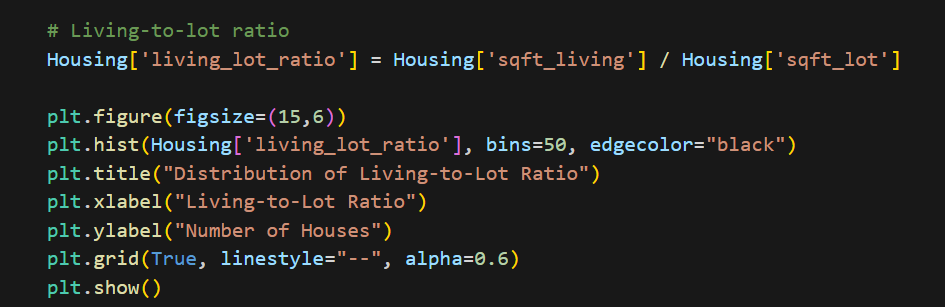 # Living-to-lot ratio
Housing['living_lot_ratio'] = Housing['sqft_living'] / Housing['sqft_lot']
plt.figure(figsize=(15,6))
plt.hist(Housing['living_lot_ratio'], bins=50, edgecolor="black")
plt.title("Distribution of Living-to-Lot Ratio")
plt.xlabel("Living-to-Lot Ratio")
plt.ylabel("Number of Houses")
plt.grid(True, linestyle="--", alpha=0.6)
plt.show()